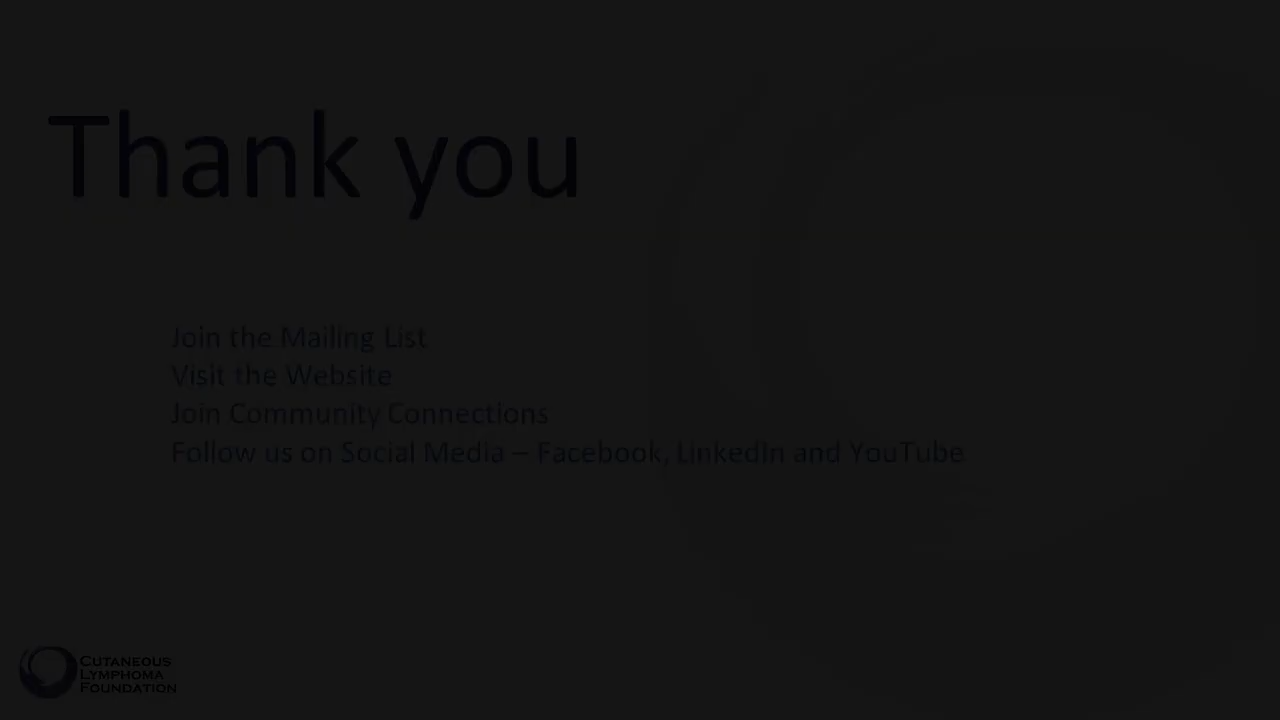 Thank you
Join the Mailing List
Visit the Website
Join Community Connections
Follow us on Social Media – Facebook, LinkedIn and YouTube
CUTANEOUS
LYMPHOMA
FOUNDATION